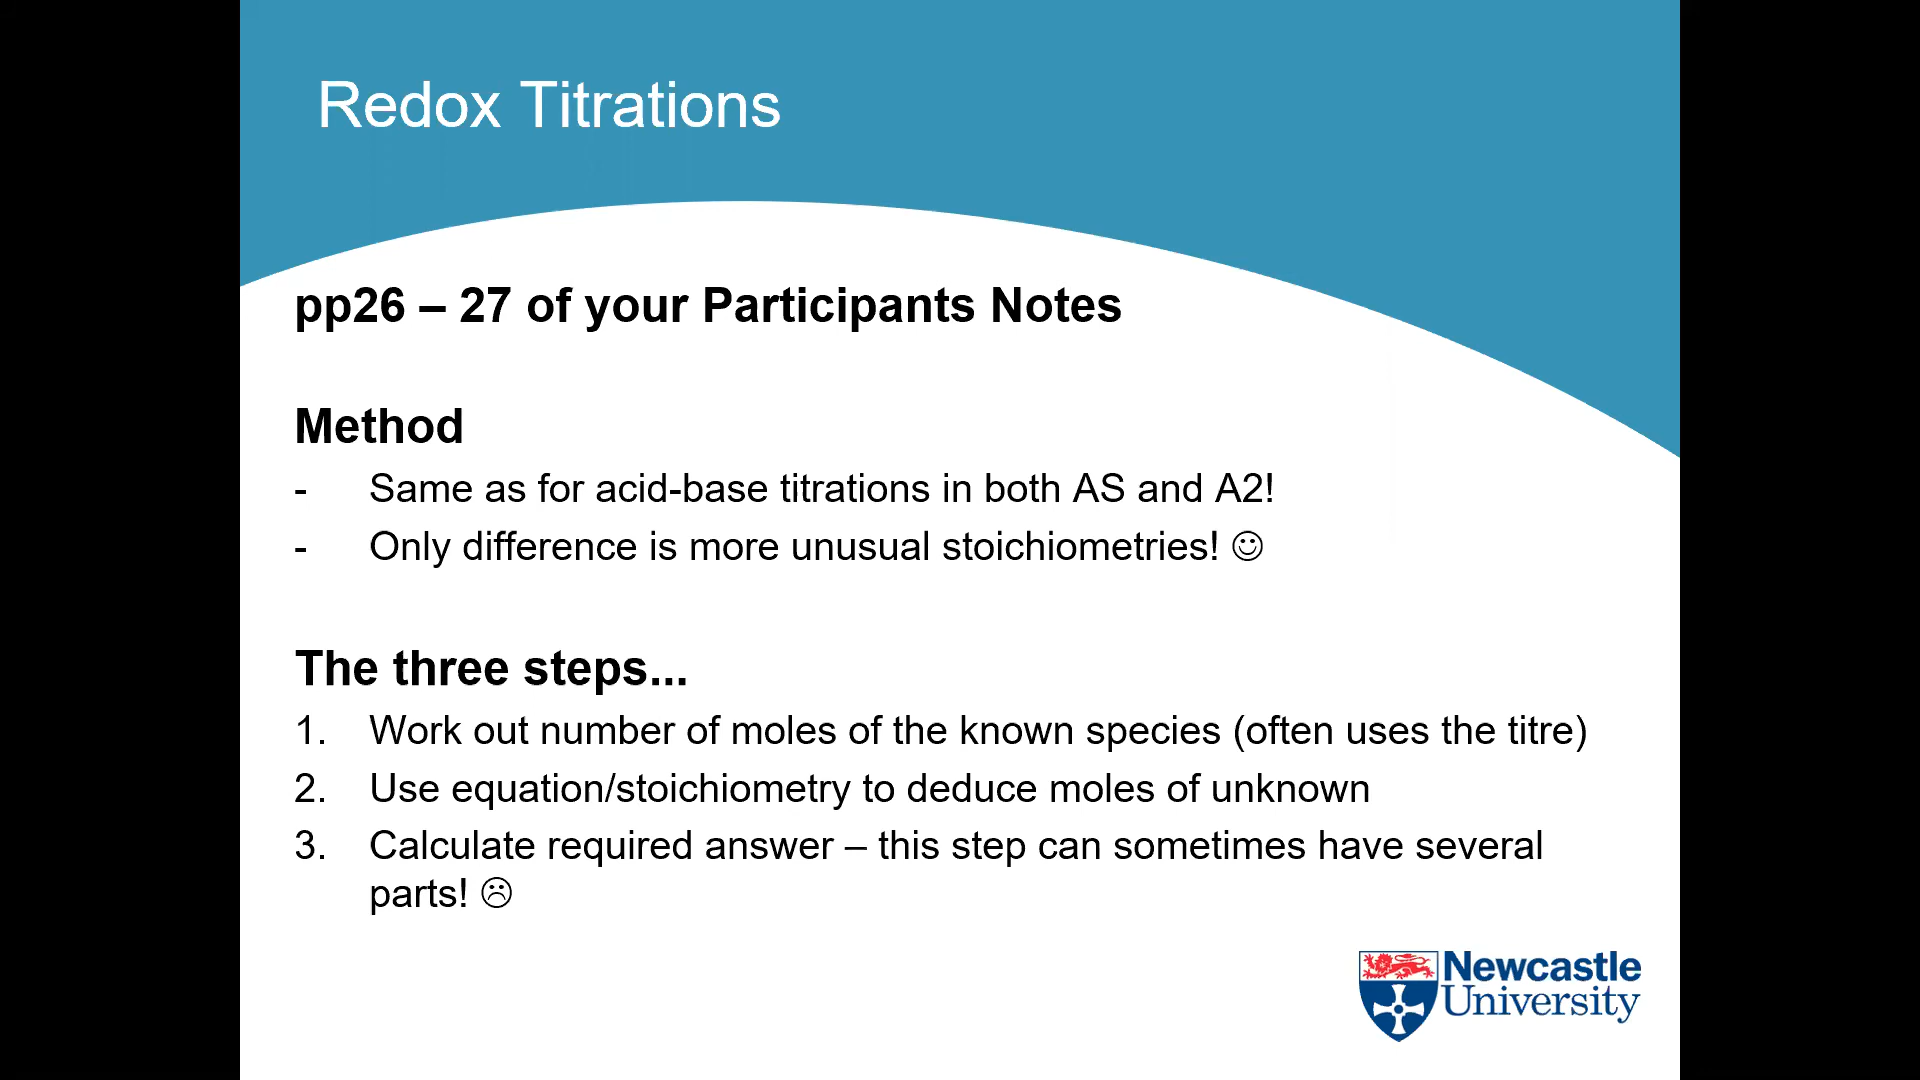 Redox Titrations
pp26 – 27 of your Participants Notes
Method
- Same as for acid-base titrations in both AS and A2!
- Only difference is more unusual stoichiometries! ☺
The three steps...
1. Work out number of moles of the known species (often uses the titre)
2. Use equation/stoichiometry to deduce moles of unknown
3. Calculate required answer – this step can sometimes have several
parts! ☹
Newcastle
University